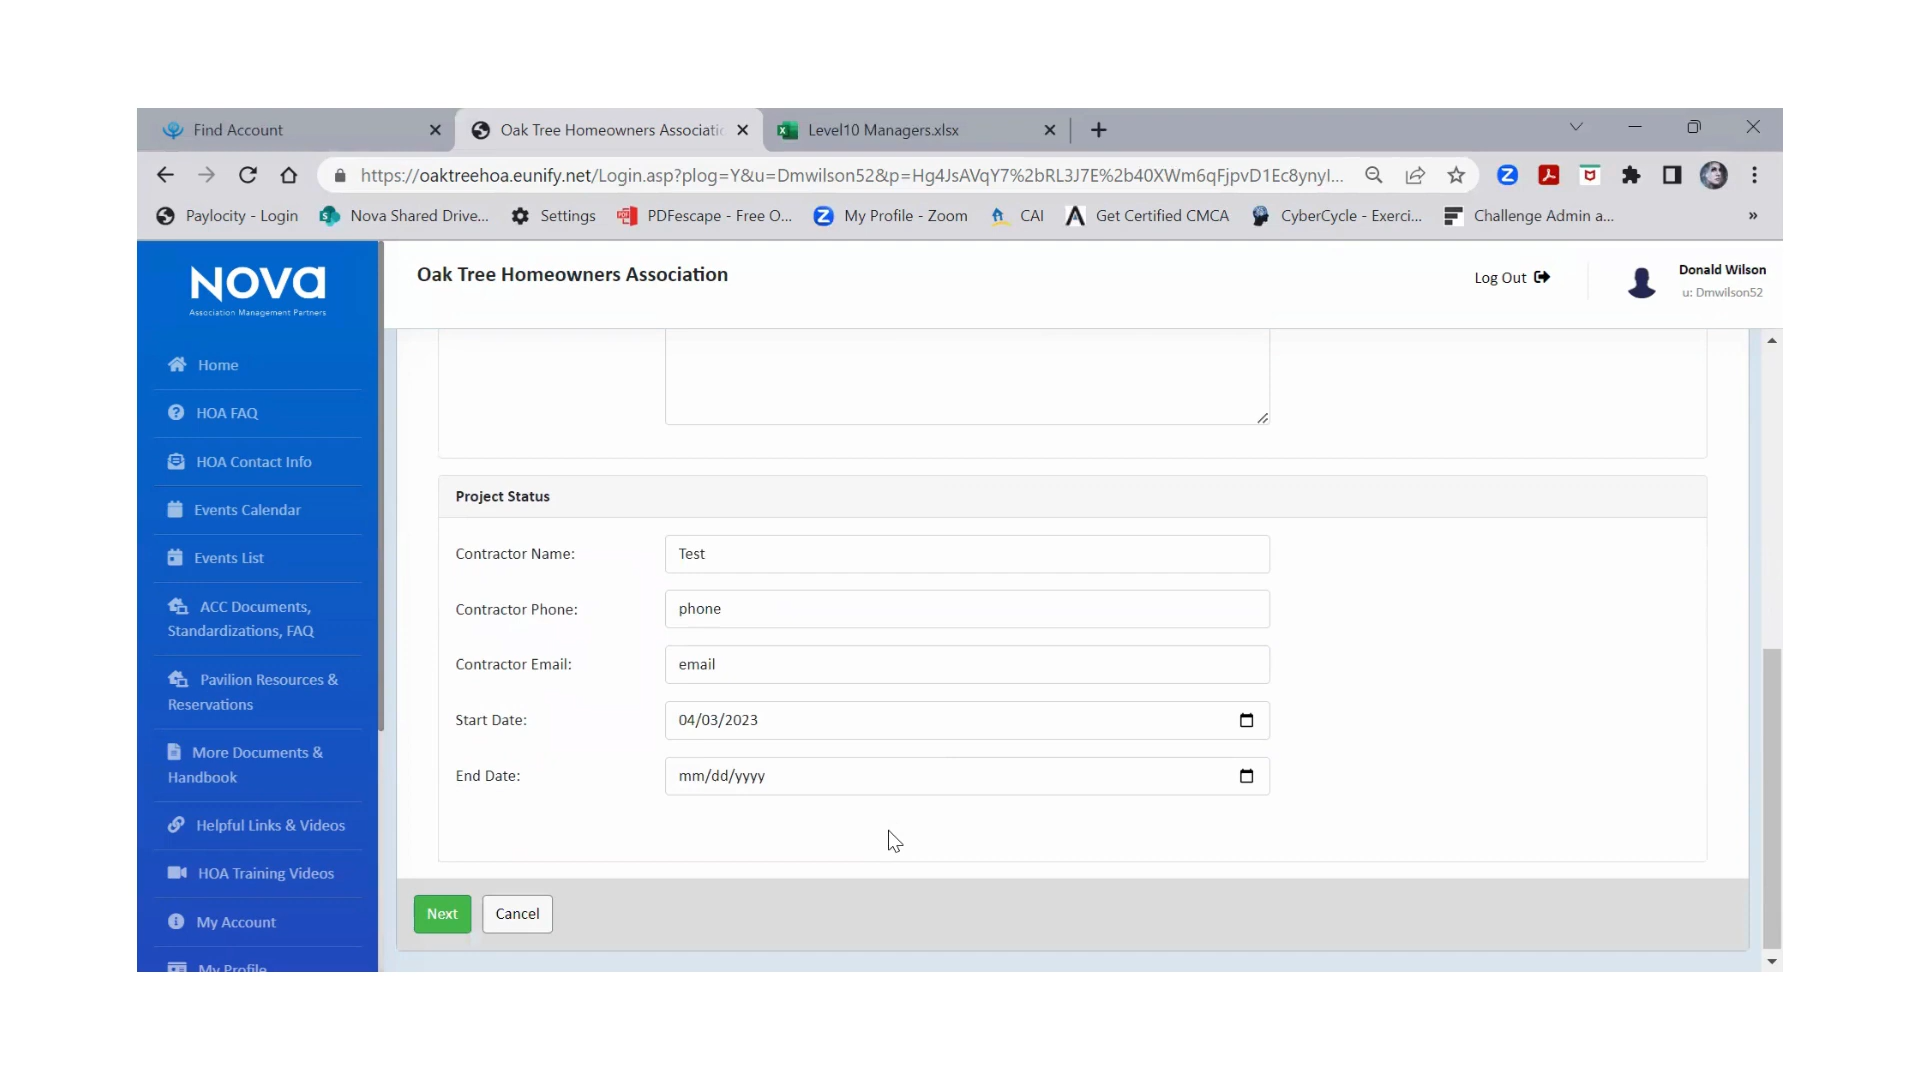 Find Account
Oak Tree Homeowners Associatic
Level10 Managers.xlsx
https://oaktreehoa.eunify.net/Login.asp?plog=Y&u=Dmwilson52&p=Hg4JsAVqY7%2bRL3J7E%2b40XWm6qFjpvD1Ec8ynyI...
Paylocity - Login
Nova Shared Drive...
Settings
PDFescape - Free O...
My Profile - Zoom
CAI
Get Certified CMCA
CyberCycle - Exerci...
Challenge Admin a...
»
Nova
Association Management Partners
Oak Tree Homeowners Association
Log Out
Donald Wilson
u: Dmwilson52
Home
HOA FAQ
HOA Contact Info
Events Calendar
Events List
ACC Documents,
Standardizations, FAQ
Pavilion Resources &
Reservations
More Documents &
Handbook
Helpful Links & Videos
HOA Training Videos
My Account
My Profile
Project Status
Contractor Name: Test
Contractor Phone: phone
Contractor Email: email
Start Date: 04/03/2023
End Date: mm/dd/yyyy
Next
Cancel